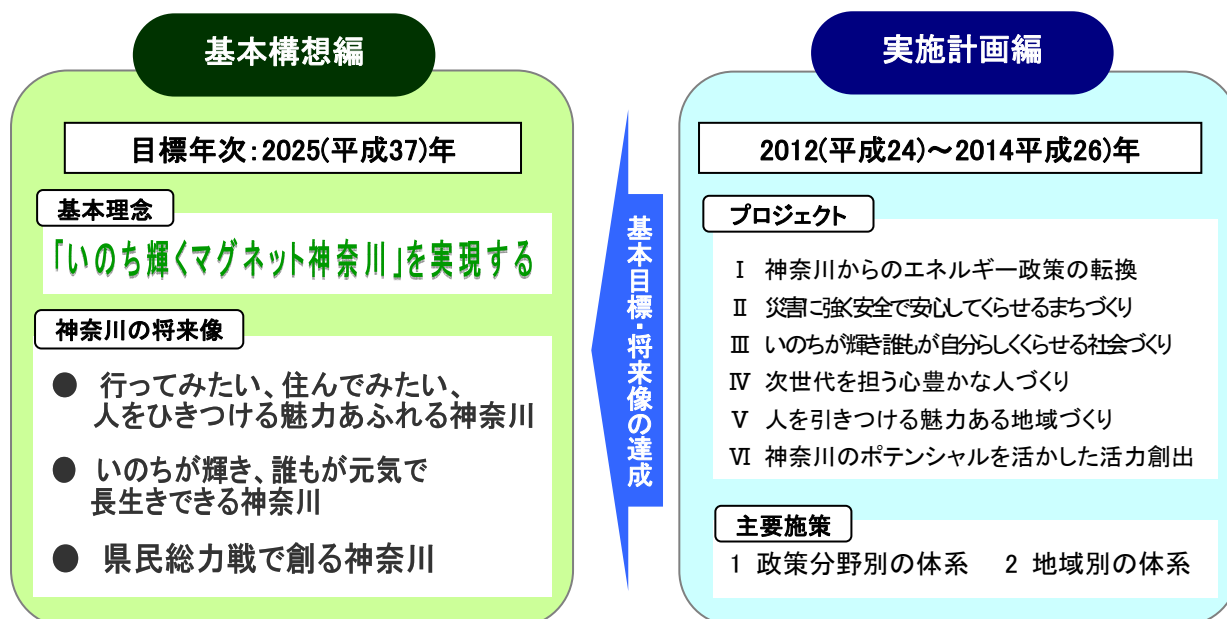 基本構想編
目標年次:2025(平成37)年
基本理念
「いのち輝くマグネット神奈川」を実現する
神奈川の将来像
● 行ってみたい、住んでみたい、
人をひきつける魅力あふれる神奈川
● いのちが輝き、誰もが元気で
長生きできる神奈川
● 県民総力戦で創る神奈川
基本目標・将来像の達成
実施計画編
2012(平成24)～2014平成26)年
プロジェクト
Ⅰ 神奈川からのエネルギー政策の転換
Ⅱ 災害に強く安全で安心してくらせるまちづくり
Ⅲ いのちが輝き誰もが自分らしくくらせる社会づくり
Ⅳ 次世代を担う心豊かな人づくり
Ⅴ 人を引きつける魅力ある地域づくり
Ⅵ 神奈川のポテンシャルを活かした活力創出
主要施策
1 政策分野別の体系 2 地域別の体系